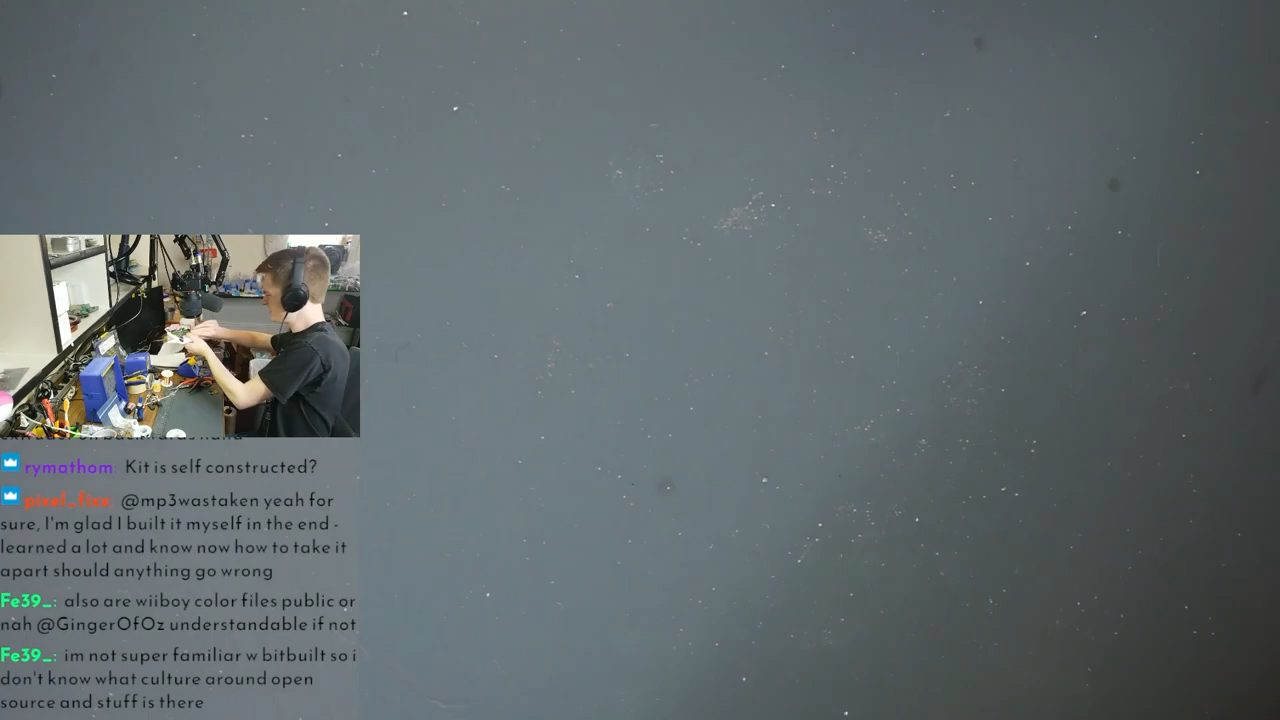 rymathom: Kit is self constructed?
pixel_fixx: @mp3wastaken yeah for
sure, I'm glad I built it myself in the end -
learned a lot and know now how to take it
apart should anything go wrong
Fe39_: also are wiiboy color files public or
nah @GingerOfOz understandable if not
Fe39_: im not super familiar w bitbuilt so i
don't know what culture around open
source and stuff is there